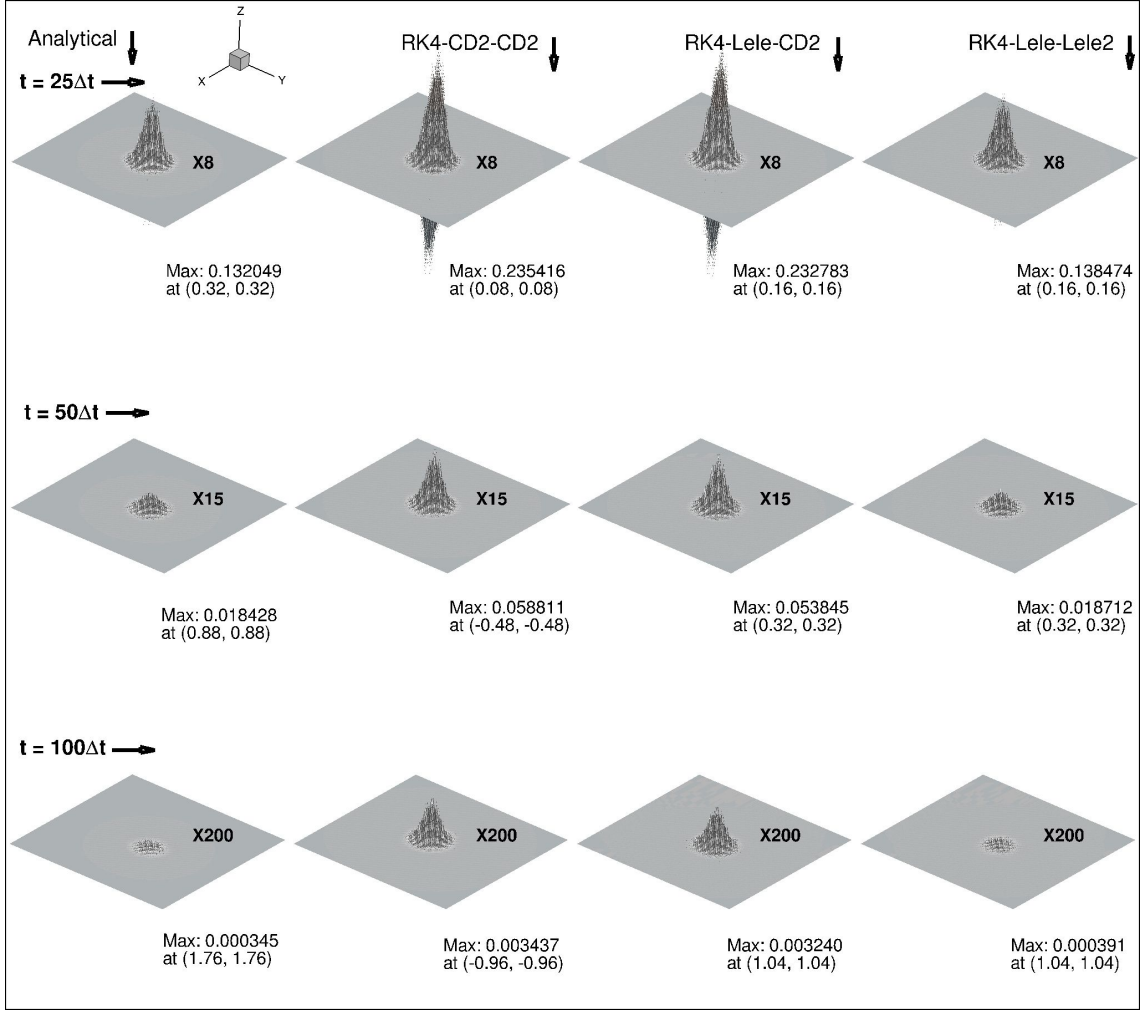 Analytical
Z
X
Y
RK4-CD2-CD2
RK4-Lele-CD2
RK4-Lele-Lele2
t = 25Δt
X8
X8
X8
X8
Max: 0.132049
at (0.32, 0.32)
Max: 0.235416
at (0.08, 0.08)
Max: 0.232783
at (0.16, 0.16)
Max: 0.138474
at (0.16, 0.16)
t = 50Δt
X15
X15
X15
X15
Max: 0.018428
at (0.88, 0.88)
Max: 0.058811
at (-0.48, -0.48)
Max: 0.053845
at (0.32, 0.32)
Max: 0.018712
at (0.32, 0.32)
t = 100Δt
X200
X200
X200
X200
Max: 0.000345
at (1.76, 1.76)
Max: 0.003437
at (-0.96, -0.96)
Max: 0.003240
at (1.04, 1.04)
Max: 0.000391
at (1.04, 1.04)